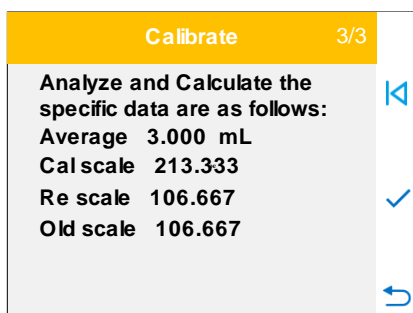 Calibrate 3/3
Analyze and Calculate the
specific data are as follows:
Average 3.000 mL
Cal scale 213.333
Re scale 106.667
Old scale 106.667